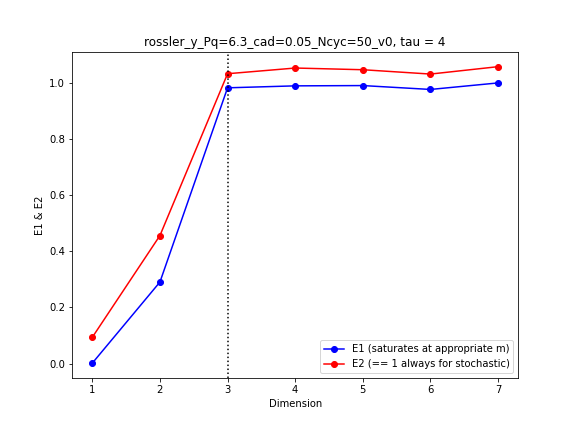 rossler_y_Pq=6.3_cad=0.05_Ncyc=50_v0, tau = 4
1.0
0.8
0.6
0.4
0.2
0.0
E1 & E2
E1 (saturates at appropriate m)
E2 (== 1 always for stochastic)
1 2 3 4 5 6 7
Dimension